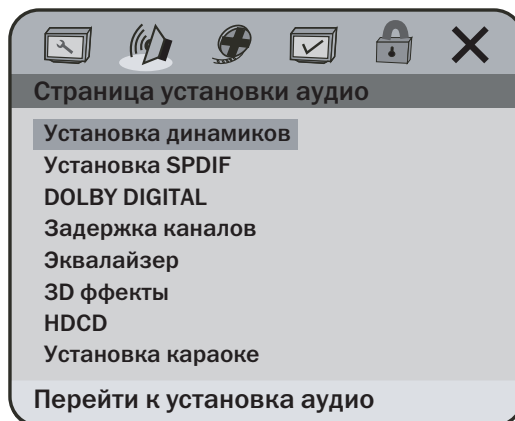 Страница установки аудио
Установка динамиков
Установка SPDIF
DOLBY DIGITAL
Задержка каналов
Эквалайзер
3D ффекты
HDCD
Установка караоке
Перейти к установка аудио